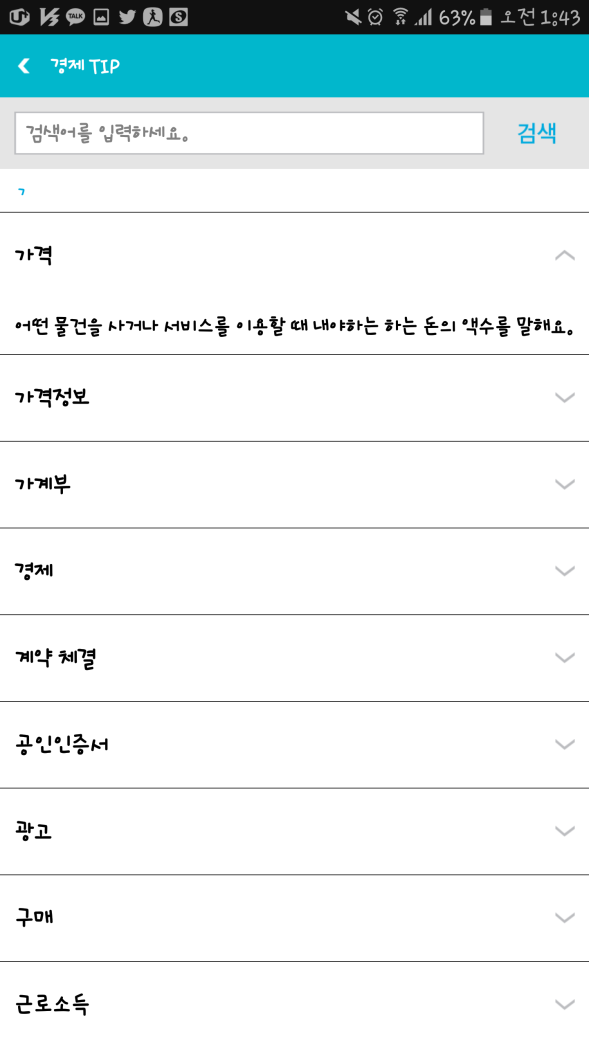 TALK
S
63% 오전 1:43
경제 TIP
검색어를 입력하세요.
검색
ㄱ
가격
어떤 물건을 사거나 서비스를 이용할 때 내야하는 하는 돈의 액수를 말해요.
가격정보
가계부
경제
계약 체결
공인인증서
광고
구매
근로소득